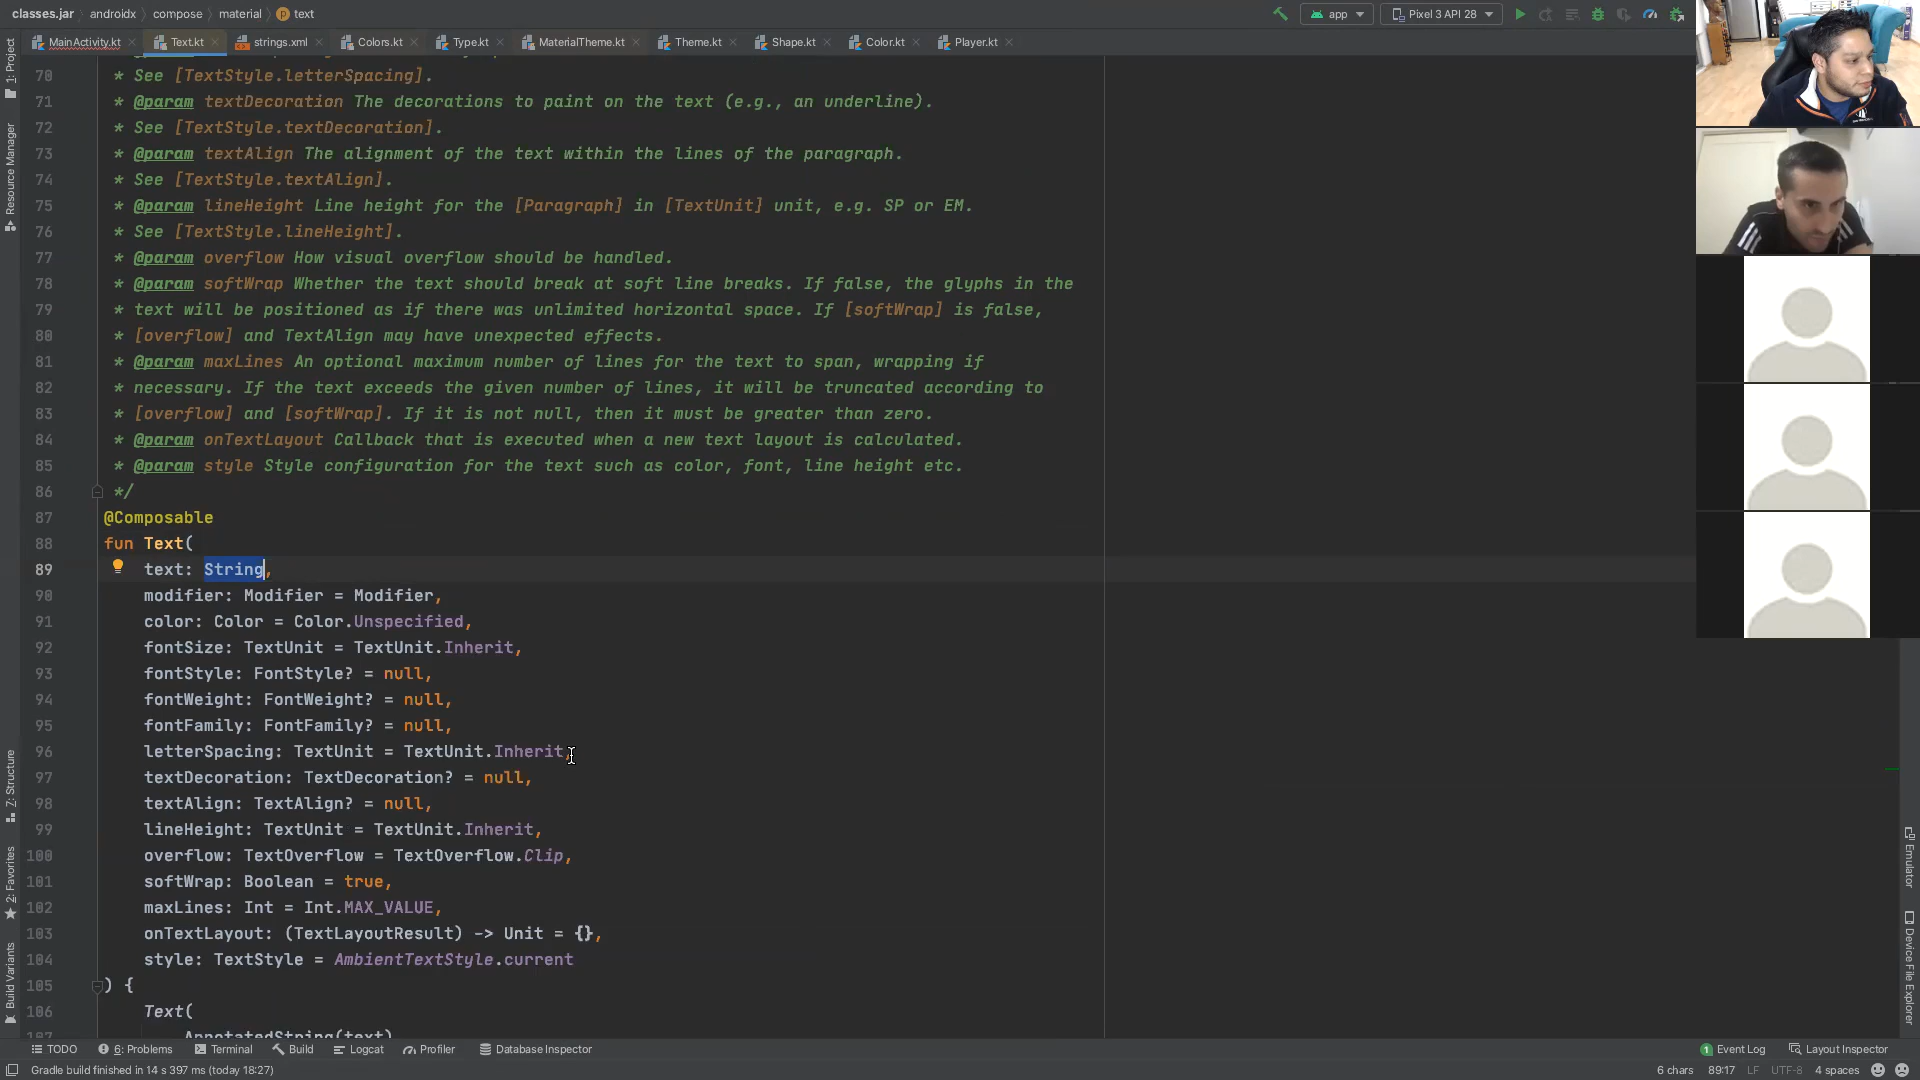 classes.jar androidx compose material text app Pixel 3 API 28
MainActivity.kt Text.kt strings.xml Colors.kt Type.kt MaterialTheme.kt Theme.kt Shape.kt Color.kt Player.kt
1: Project
Resource Manager
Z: Structure
2: Favorites
Build Variants
70 * See [TextStyle.letterSpacing].
71 * @param textDecoration The decorations to paint on the text (e.g., an underline).
72 * See [TextStyle.textDecoration].
73 * @param textAlign The alignment of the text within the lines of the paragraph.
74 * See [TextStyle.textAlign].
75 * @param lineHeight Line height for the [Paragraph] in [TextUnit] unit, e.g. SP or EM.
76 * See [TextStyle.lineHeight].
77 * @param overflow How visual overflow should be handled.
78 * @param softWrap Whether the text should break at soft line breaks. If false, the glyphs in the
79 * text will be positioned as if there was unlimited horizontal space. If [softWrap] is false,
80 * [overflow] and TextAlign may have unexpected effects.
81 * @param maxLines An optional maximum number of lines for the text to span, wrapping if
82 * necessary. If the text exceeds the given number of lines, it will be truncated according to
83 * [overflow] and [softWrap]. If it is not null, then it must be greater than zero.
84 * @param onTextLayout Callback that is executed when a new text layout is calculated.
85 * @param style Style configuration for the text such as color, font, line height etc.
86 */
87 @Composable
88 fun Text(
89 text: String,
90 modifier: Modifier = Modifier,
91 color: Color = Color.Unspecified,
92 fontSize: TextUnit = TextUnit.Inherit,
93 fontStyle: FontStyle? = null,
94 fontWeight: FontWeight? = null,
95 fontFamily: FontFamily? = null,
96 letterSpacing: TextUnit = TextUnit.Inherit,
97 textDecoration: TextDecoration? = null,
98 textAlign: TextAlign? = null,
99 lineHeight: TextUnit = TextUnit.Inherit,
100 overflow: TextOverflow = TextOverflow.Clip,
101 softWrap: Boolean = true,
102 maxLines: Int = Int.MAX_VALUE,
103 onTextLayout: (TextLayoutResult) -> Unit = {},
104 style: TextStyle = AmbientTextStyle.current
105 ) {
106 Text(
107 AnnotatedString(text)
Emulator
Device File Explorer
TODO 6: Problems Terminal Build Logcat Profiler Database Inspector 1 Event Log Layout Inspector
Gradle build finished in 14 s 397 ms (today 18:27) 6 chars 89:17 LF UTF-8 4 spaces